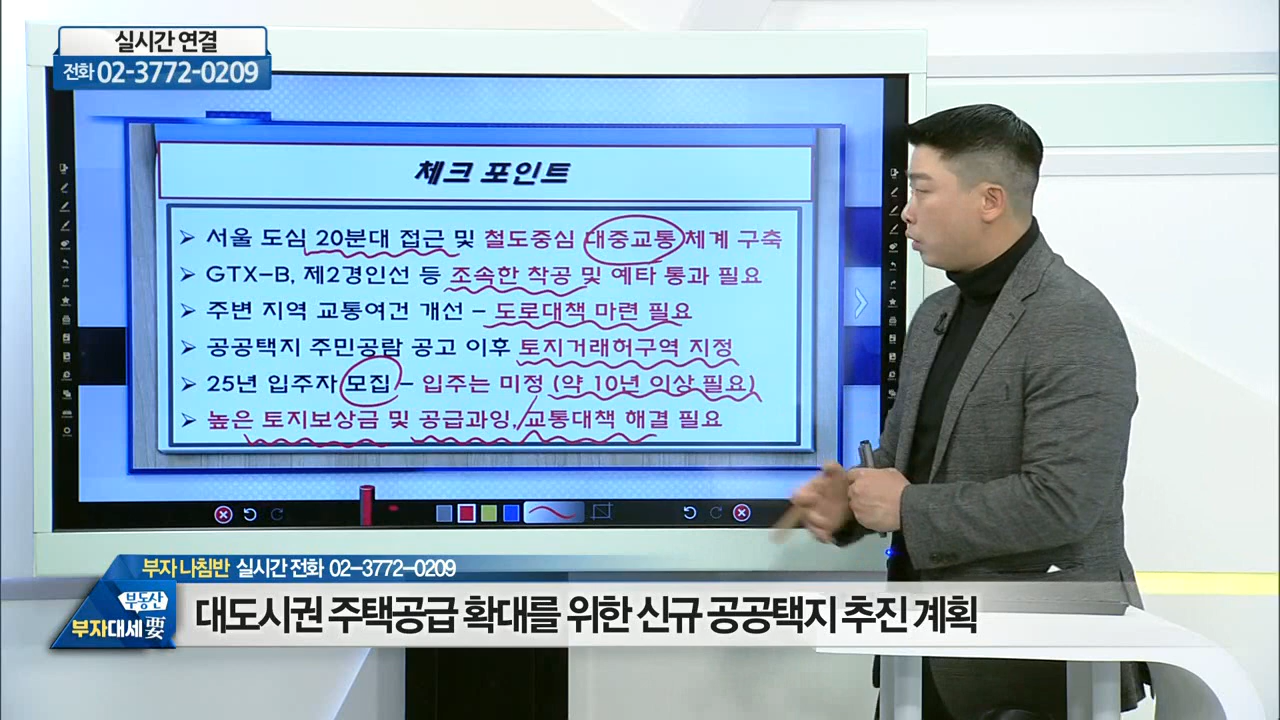 실시간 연결
전화 02-3772-0209
체크 포인트
➢ 서울 도심 20분대 접근 및 철도중심 대중교통 체계 구축
➢ GTX-B, 제2경인선 등 조속한 착공 및 예타 통과 필요
➢ 주변 지역 교통여건 개선 - 도로대책 마련 필요
➢ 공공택지 주민공람 공고 이후 토지거래허구역 지정
➢ 25년 입주자 모집 - 입주는 미정 (약 10년 이상 필요)
➢ 높은 토지보상금 및 공급과잉, 교통대책 해결 필요
부자 나침반 실시간 전화 02-3772-0209
부동산
부자대세 要
대도시권 주택공급 확대를 위한 신규 공공택지 추진 계획